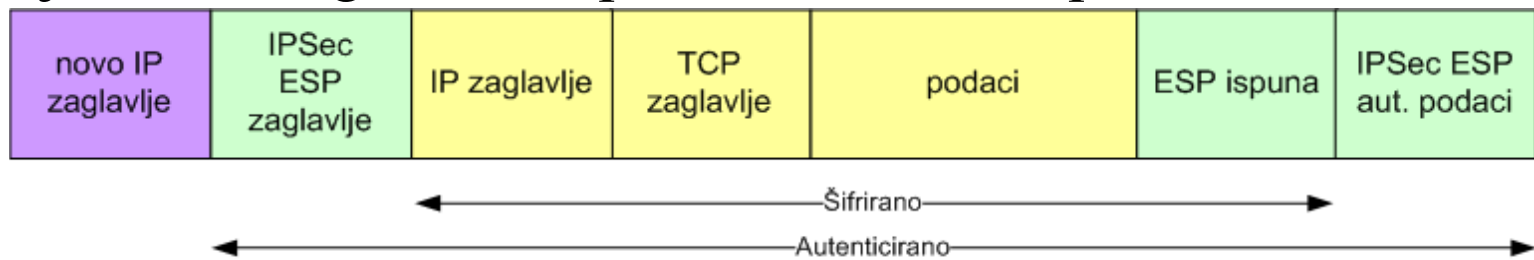 novo IP
zaglavlje
IPSec
ESP
zaglavlje
IP zaglavlje
TCP
zaglavlje
podaci
ESP ispuna
IPSec ESP
aut. podaci
Šifrirano
Autenticirano